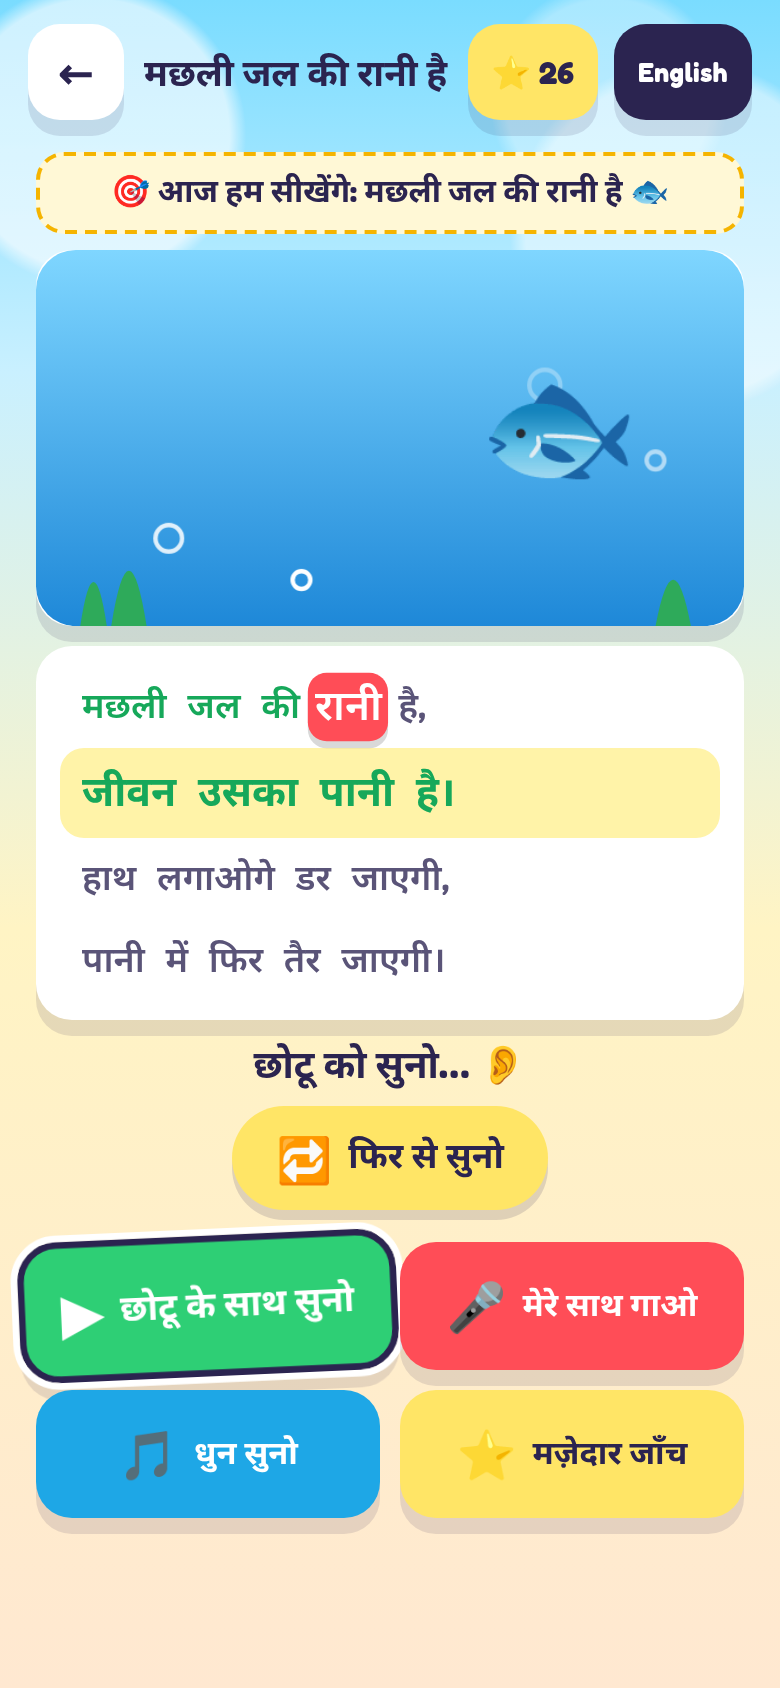 ← मछली जल की रानी है ⭐ 26 English
🎯 आज हम सीखेंगे: मछली जल की रानी है 🐟
मछली जल की रानी है,
जीवन उसका पानी है।
हाथ लगाओगे डर जाएगी,
पानी में फिर तैर जाएगी।
छोटू को सुनो... 👂
🔁 फिर से सुनो
▶ छोटू के साथ सुनो
🎤 मेरे साथ गाओ
🎵 धुन सुनो
⭐ मज़ेदार जाँच